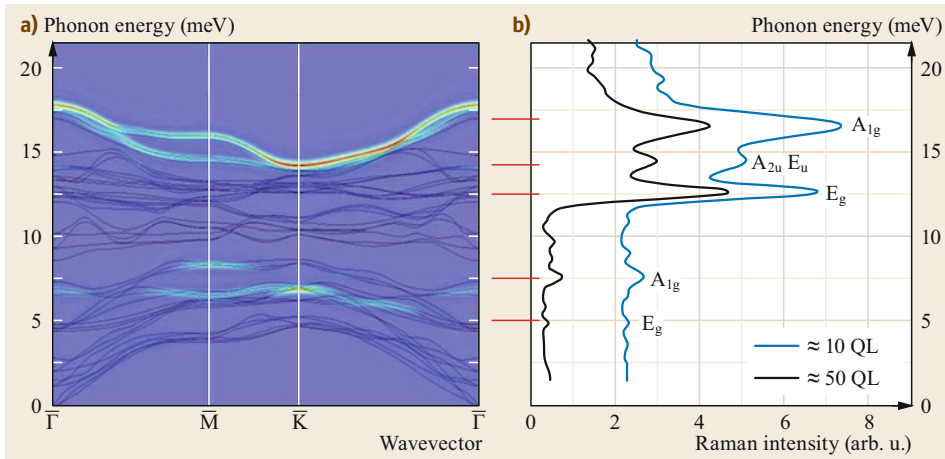 a) Phonon energy (meV)
20
15
10
5
0
Γ̅ M̅ K̅ Γ̅
Wavevector
b) Phonon energy (meV)
A1g
A2u Eu
Eg
A1g
Eg
≈ 10 QL
≈ 50 QL
20
15
10
5
0
0 2 4 6 8
Raman intensity (arb. u.)